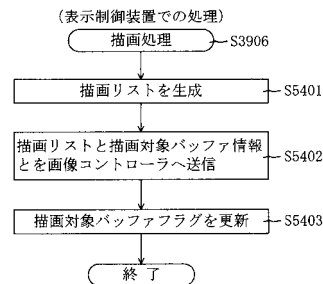 (表示制御装置での処理)
描画処理 S3906
描画リストを生成 S5401
描画リストと描画対象バッファ情報
とを画像コントローラへ送信 S5402
描画対象バッファフラグを更新 S5403
終了